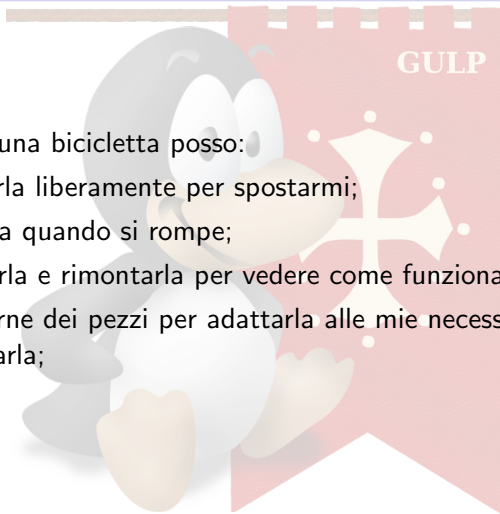 GULP
una bicicletta posso:
rla liberamente per spostarmi;
a quando si rompe;
rla e rimontarla per vedere come funziona
rne dei pezzi per adattarla alle mie necess
arla;